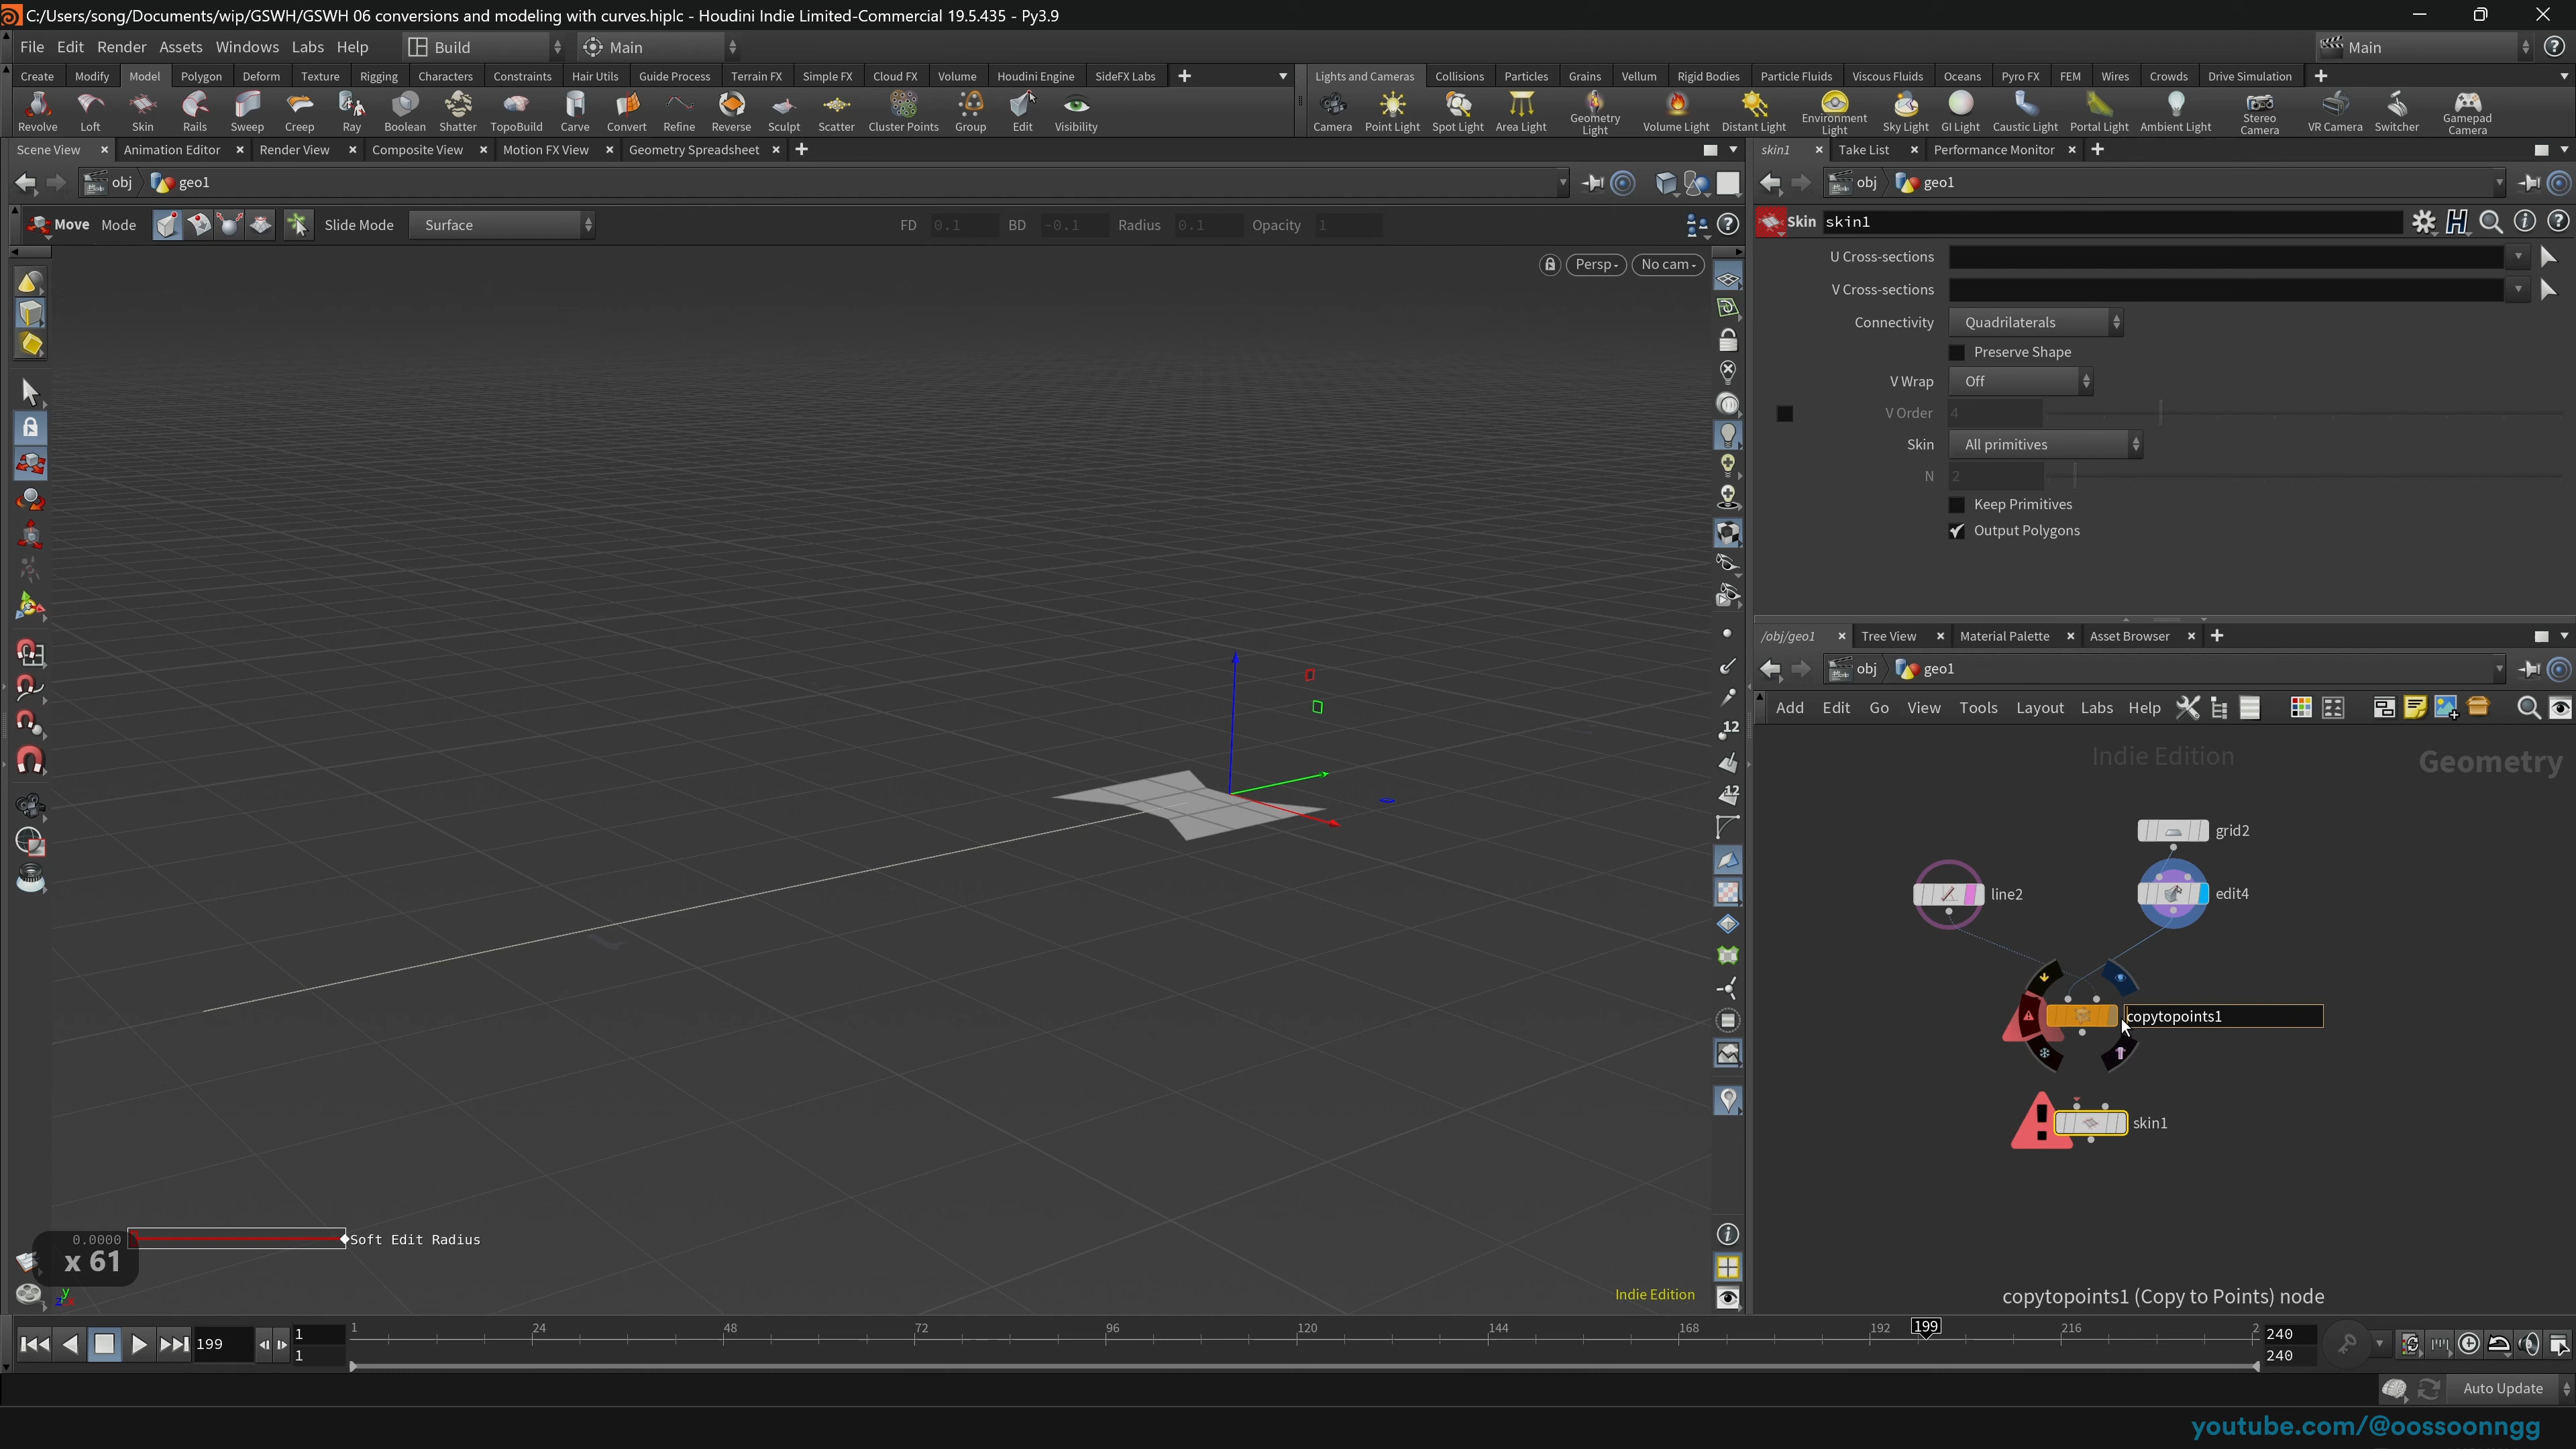 C:/Users/song/Documents/wip/GSWH/GSWH 06 conversions and modeling with curves.hiplc - Houdini Indie Limited-Commercial 19.5.435 - Py3.9
File Edit Render Assets Windows Labs Help Build Main Main
Create Modify Model Polygon Deform Texture Rigging Characters Constraints Hair Utils Guide Process Terrain FX Simple FX Cloud FX Volume Houdini Engine SideFX Labs
Lights and Cameras Collisions Particles Grains Vellum Rigid Bodies Particle Fluids Viscous Fluids Oceans Pyro FX FEM Wires Crowds Drive Simulation
Revolve Loft Skin Rails Sweep Creep Ray Boolean Shatter TopoBuild Carve Convert Refine Reverse Sculpt Scatter Cluster Points Group Edit Visibility
Camera Point Light Spot Light Area Light Geometry Light Volume Light Distant Light Environment Light Sky Light GI Light Caustic Light Portal Light Ambient Light Stereo Camera VR Camera Switcher Gamepad Camera
Scene View Animation Editor Render View Composite View Motion FX View Geometry Spreadsheet
skin1 Take List Performance Monitor
obj geo1
obj geo1
Move Mode Slide Mode Surface FD 0.1 BD -0.1 Radius 0.1 Opacity 1
Skin skin1
Persp No cam
U Cross-sections
V Cross-sections
Connectivity Quadrilaterals
Preserve Shape
V Wrap Off
V Order 4
Skin All primitives
N 2
Keep Primitives
Output Polygons
/obj/geo1 Tree View Material Palette Asset Browser
obj geo1
Add Edit Go View Tools Layout Labs Help
12
12
Indie Edition
Geometry
grid2
line2
edit4
copytopoints1
skin1
copytopoints1 (Copy to Points) node
0.0000 Soft Edit Radius
x 61
y
z x
Indie Edition
199 1 1
1 24 48 72 96 120 144 168 192 199 216 2
240 240
Auto Update
youtube.com/@oossoonngg